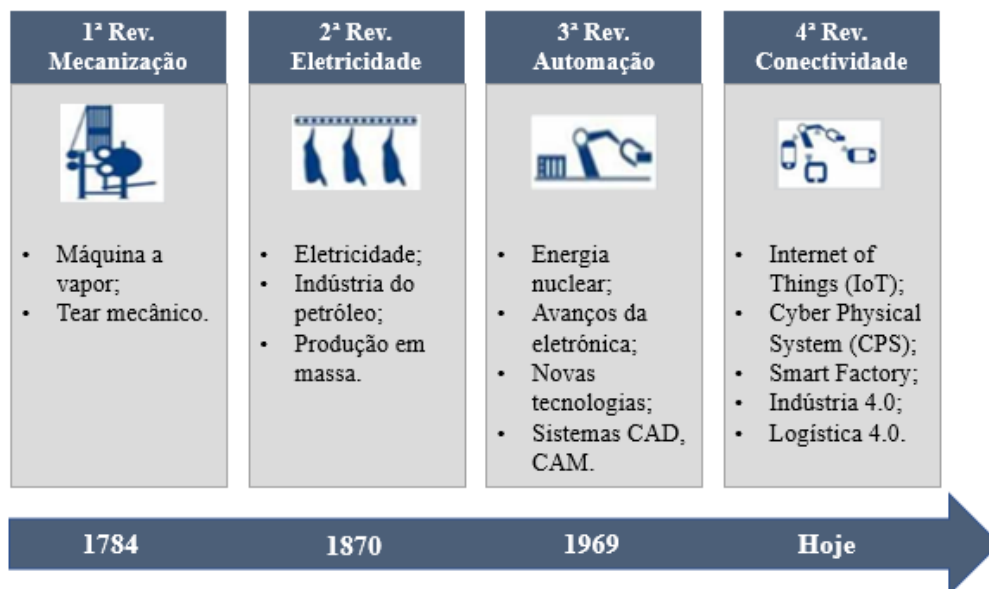 1ª Rev.
Mecanização
• Máquina a
vapor;
• Tear mecânico.
2ª Rev.
Eletricidade
• Eletricidade;
• Indústria do
petróleo;
• Produção em
massa.
3ª Rev.
Automação
• Energia
nuclear;
• Avanços da
eletrónica;
• Novas
tecnologias;
• Sistemas CAD,
CAM.
4ª Rev.
Conectividade
• Internet of
Things (IoT);
• Cyber Physical
System (CPS);
• Smart Factory;
• Indústria 4.0;
• Logística 4.0.
1784
1870
1969
Hoje